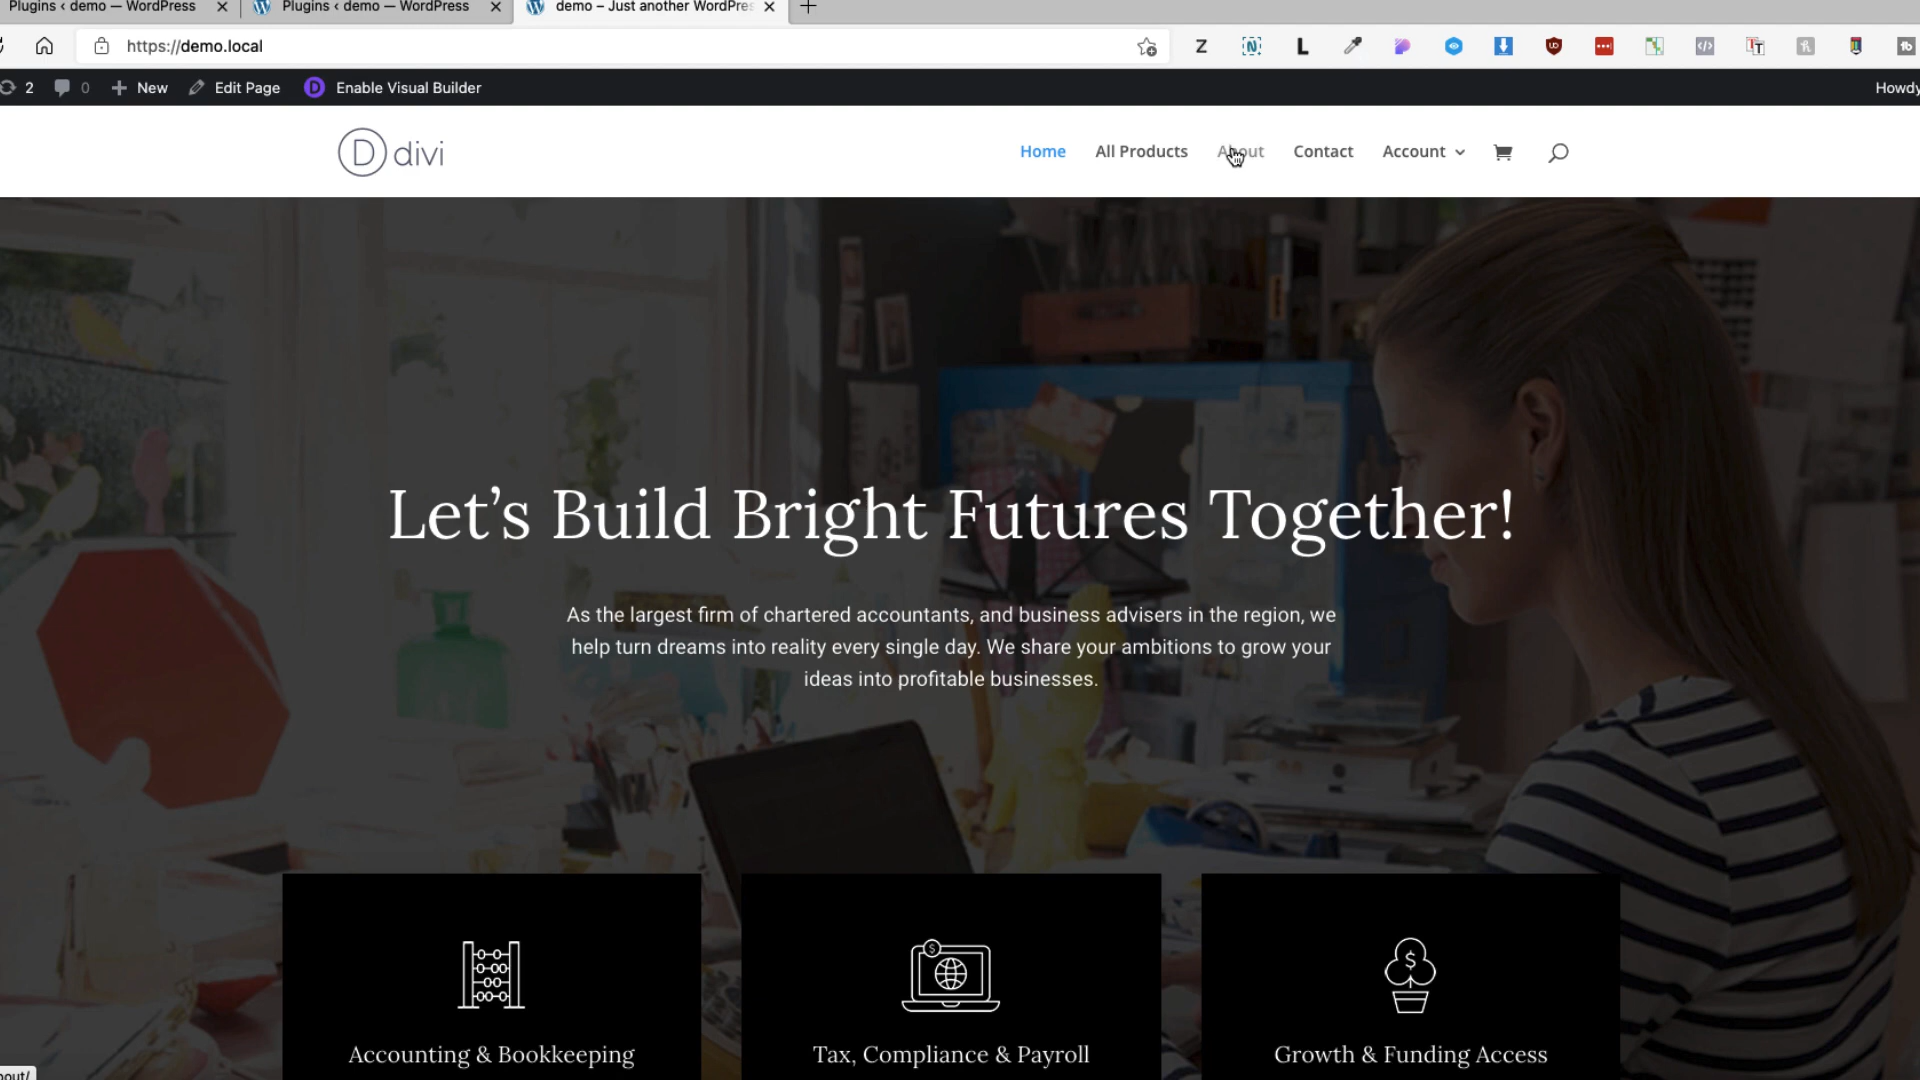 Plugins ‹ demo — WordPress
Plugins ‹ demo — WordPress
demo – Just another WordPres
https://demo.local
2
0
New
Edit Page
Enable Visual Builder
Howdy
D divi
Home
All Products
About
Contact
Account
Let’s Build Bright Futures Together!
As the largest firm of chartered accountants, and business advisers in the region, we
help turn dreams into reality every single day. We share your ambitions to grow your
ideas into profitable businesses.
Accounting & Bookkeeping
Tax, Compliance & Payroll
Growth & Funding Access